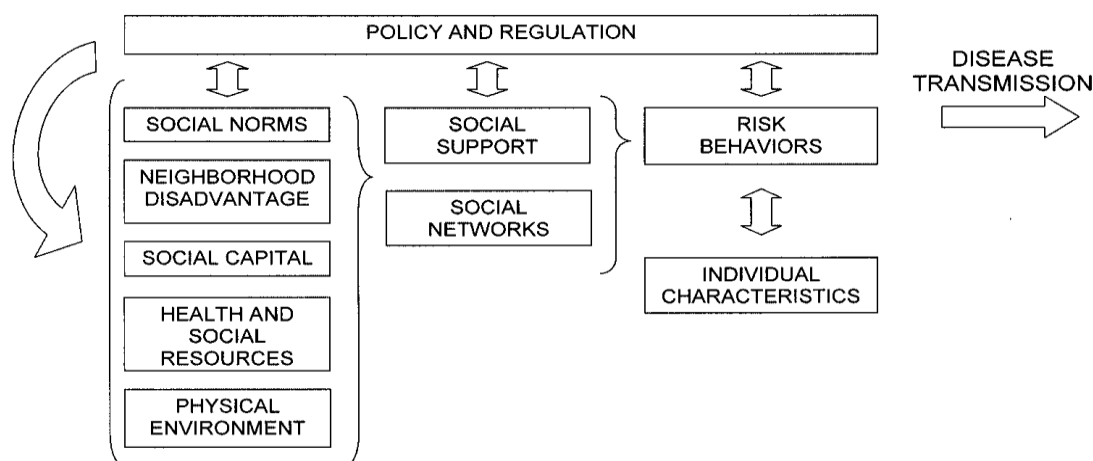 POLICY AND REGULATION
DISEASE
TRANSMISSION
SOCIAL NORMS
NEIGHBORHOOD
DISADVANTAGE
SOCIAL CAPITAL
HEALTH AND
SOCIAL
RESOURCES
PHYSICAL
ENVIRONMENT
SOCIAL
SUPPORT
SOCIAL
NETWORKS
RISK
BEHAVIORS
INDIVIDUAL
CHARACTERISTICS